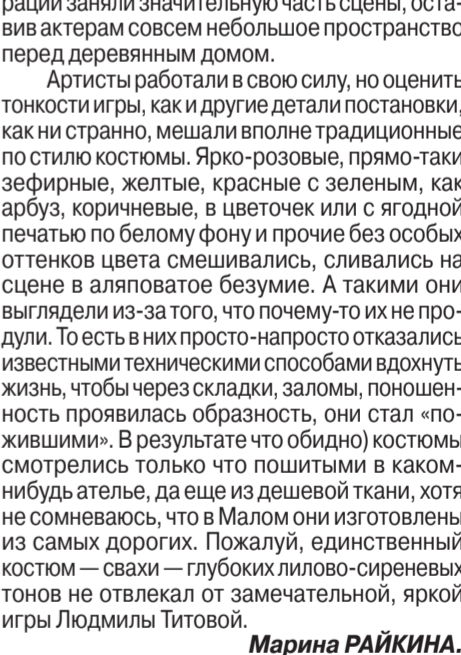 рации заняли значительную часть сцены, оста-
вив актерам совсем небольшое пространство
перед деревянным домом.
Артисты работали в свою силу, но оценить
тонкости игры, как и другие детали постановки,
как ни странно, мешали вполне традиционные
по стилю костюмы. Ярко-розовые, прямо-таки
зефирные, желтые, красные с зеленым, как
арбуз, коричневые, в цветочек или с ягодной
печатью по белому фону и прочие без особых
оттенков цвета смешивались, сливались на
сцене в аляповатое безумие. А такими они
выглядели из-за того, что почему-то их не про-
дули. То есть в них просто-напросто отказались
известными техническими способами вдохнуть
жизнь, чтобы через складки, заломы, поношен-
ность проявилась образность, они стал «по-
жившими». В результате что обидно) костюмы
смотрелись только что пошитыми в каком-
нибудь ателье, да еще из дешевой ткани, хотя
не сомневаюсь, что в Малом они изготовлены
из самых дорогих. Пожалуй, единственный
костюм — свахи — глубоких лилово-сиреневых
тонов не отвлекал от замечательной, яркой
игры Людмилы Титовой.
Марина РАЙКИНА.